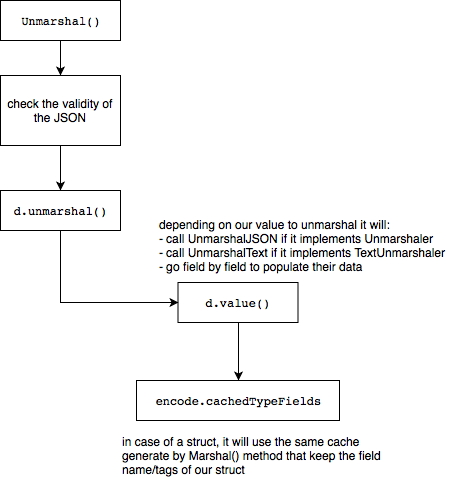 Unmarshal()
check the validity of
the JSON
d.unmarshal()
depending on our value to unmarshal it will:
- call UnmarshalJSON if it implements Unmarshaler
- call UnmarshalText if it implements TextUnmarshaler
- go field by field to populate their data
d.value()
encode.cachedTypeFields
in case of a struct, it will use the same cache
generate by Marshal() method that keep the field
name/tags of our struct